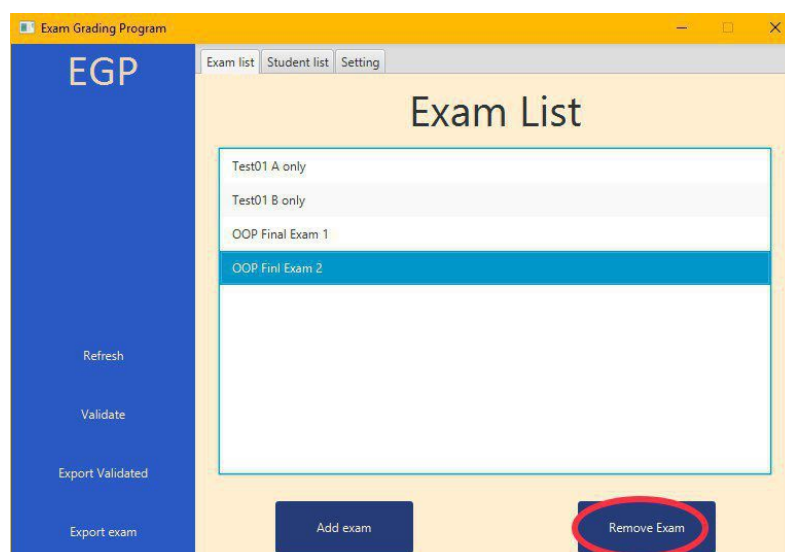 Exam Grading Program
EGP
Exam list Student list Setting
Exam List
Test01 A only
Test01 B only
OOP Final Exam 1
OOP Finl Exam 2
Refresh
Validate
Export Validated
Export exam
Add exam
Remove Exam